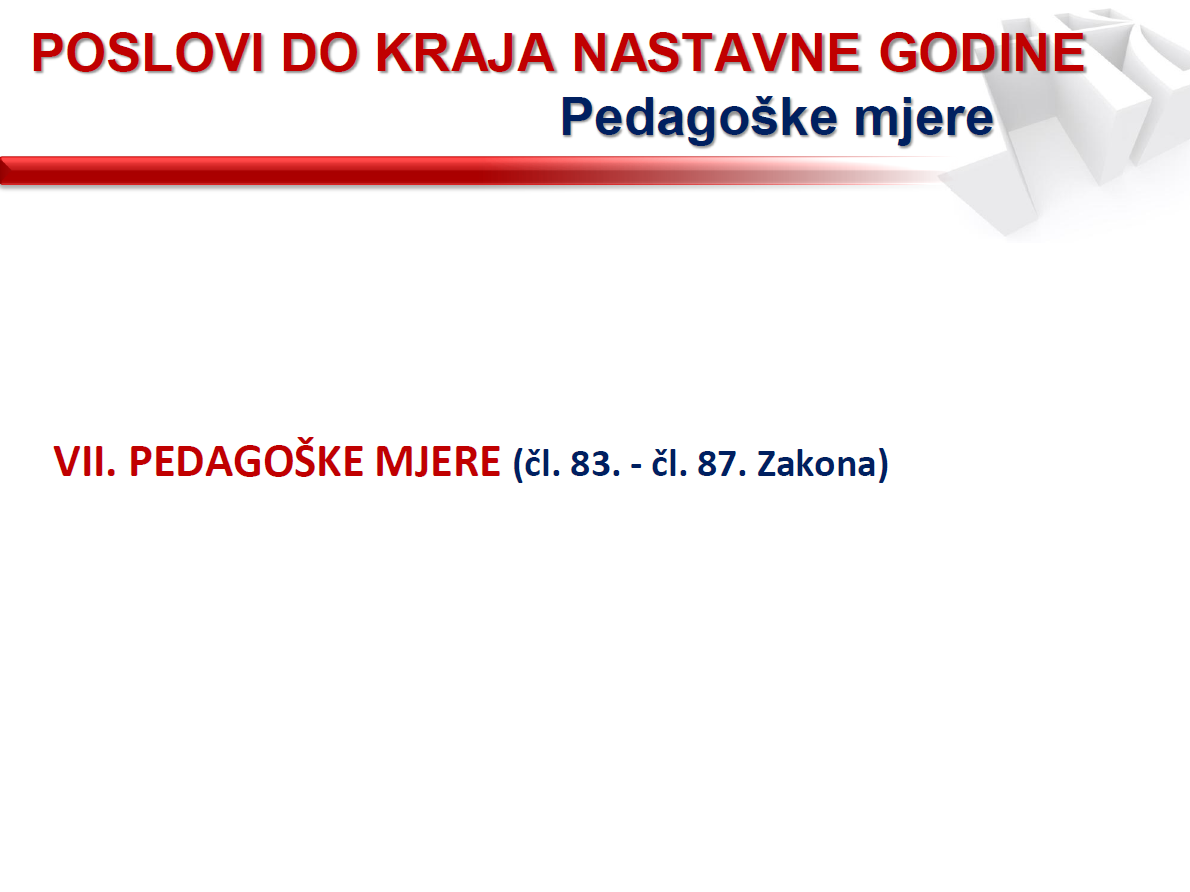 POSLOVI DO KRAJA NASTAVNE GODINE
Pedagoške mjere
VII. PEDAGOŠKE MJERE (čl. 83. - čl. 87. Zakona)